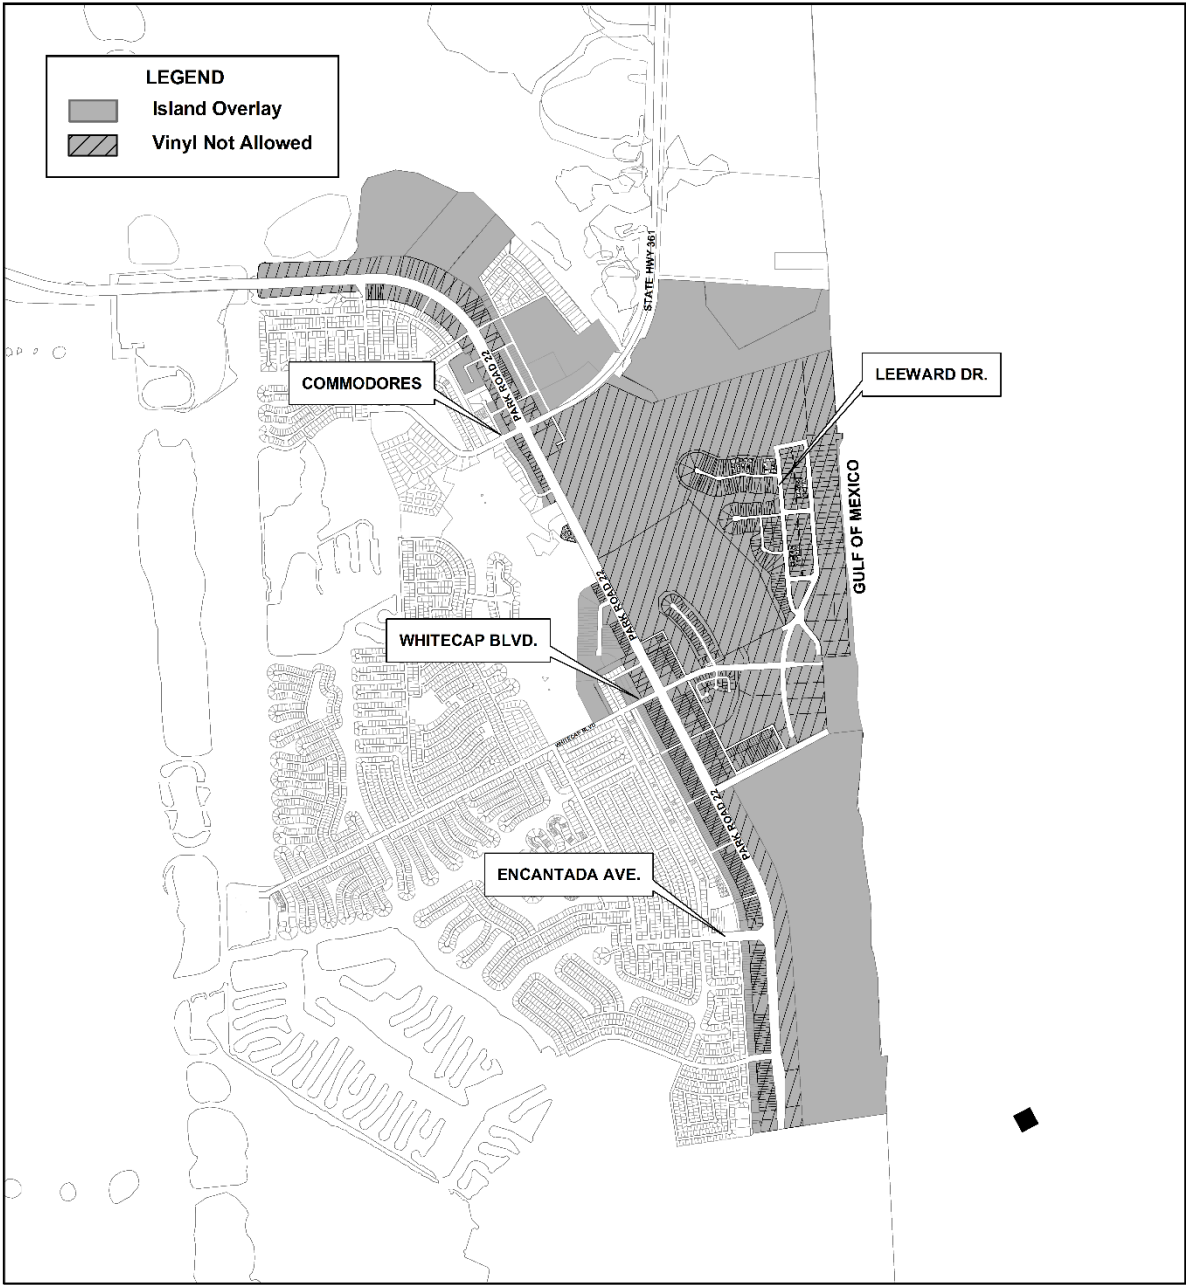 LEGEND
Island Overlay
Vinyl Not Allowed
STATE HWY 361
PARK ROAD 22
COMMODORES
LEEWARD DR.
GULF OF MEXICO
PARK ROAD 22
WHITECAP BLVD.
WHITECAP BLVD
PARK ROAD 22
ENCANTADA AVE.